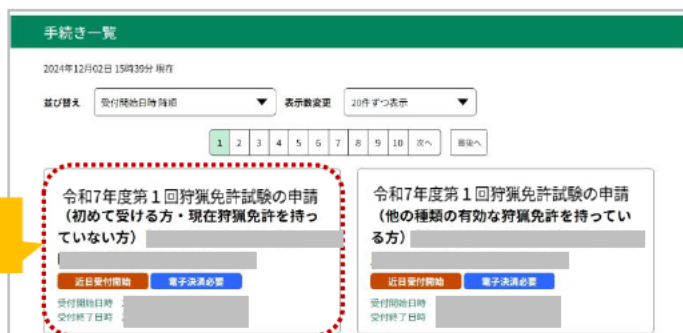 手続き一覧
2024年12月02日 15時39分 現在
並び替え 受付開始日時 降順 ▼ 表示数変更 20件ずつ表示 ▼
1 2 3 4 5 6 7 8 9 10 次へ 最後へ
令和7年度第1回狩猟免許試験の申請
（初めて受ける方・現在狩猟免許を持っ
ていない方）
近日受付開始 電子決済必要
受付開始日時
受付終了日時
令和7年度第1回狩猟免許試験の申請
（他の種類の有効な狩猟免許を持ってい
る方）
近日受付開始 電子決済必要
受付開始日時
受付終了日時